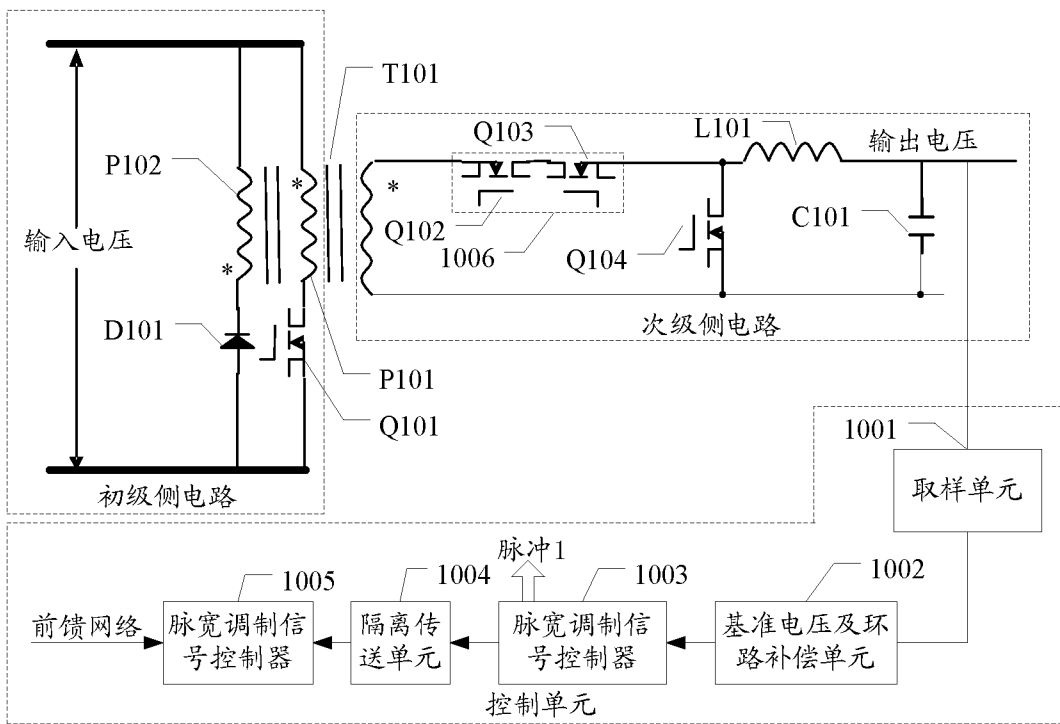 T101
Q103
L101
输出电压
P102
*
*
*
输入电压
Q102
1006
Q104
C101
次级侧电路
D101
P101
Q101
初级侧电路
1001
取样单元
脉冲1
1005
1004
1003
1002
前馈网络
脉宽调制信
号控制器
隔离传
送单元
脉宽调制信
号控制器
基准电压及环
路补偿单元
控制单元